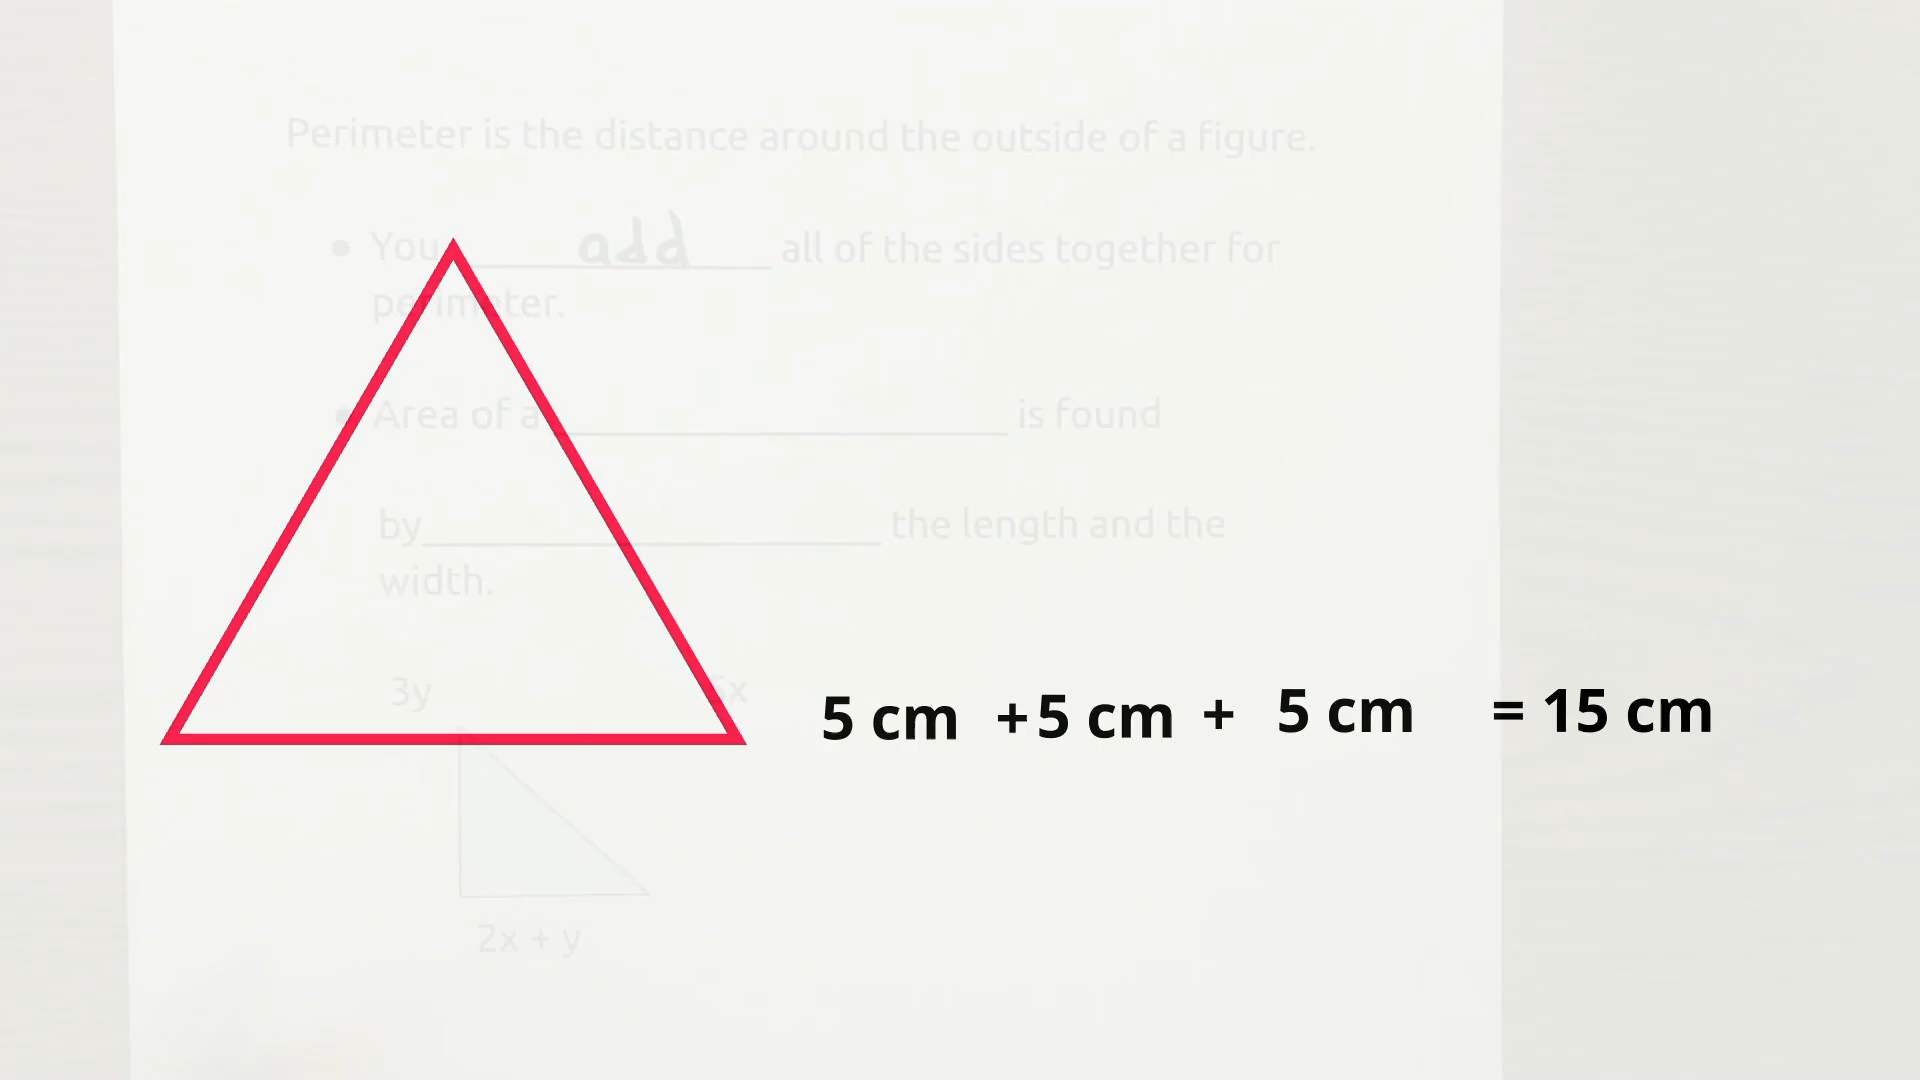 Perimeter is the distance around the outside of a figure.
You add all of the sides together for
perimeter.
Area of a is found
by the length and the
width.
3y 5x
5 cm + 5 cm + 5 cm = 15 cm
2x + y